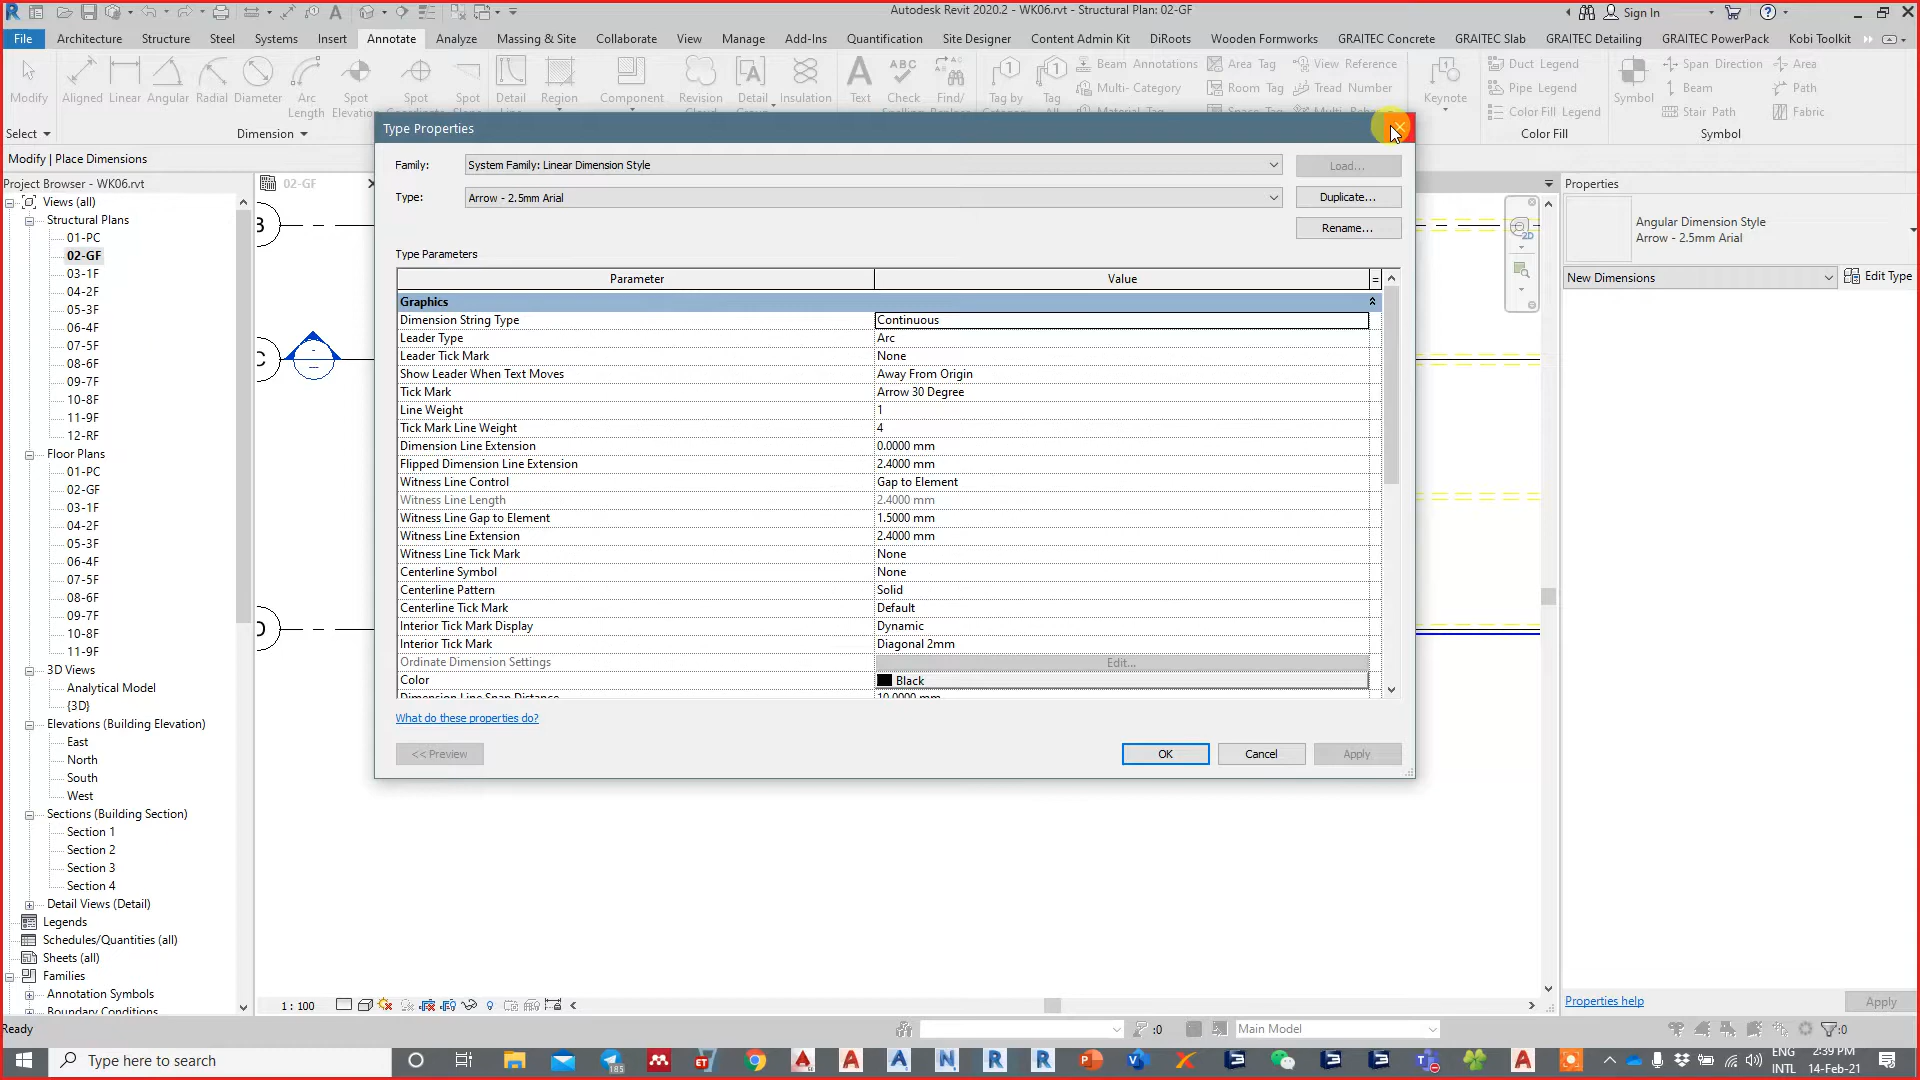 Autodesk Revit 2020.2 - WK06.rvt - Structural Plan: 02-GF
Sign In
File Architecture Structure Steel Systems Insert Annotate Analyze Massing & Site Collaborate View Manage Add-Ins Quantification Site Designer Content Admin Kit DiRoots Wooden Formworks GRAITEC Concrete GRAITEC Slab GRAITEC Detailing GRAITEC PowerPack Kobi Toolkit
Beam Annotations Area Tag View Reference Duct Legend Span Direction Area
Multi- Category Room Tag Tread Number Pipe Legend Beam Path
Modify Aligned Linear Angular Radial Diameter Arc Length Spot Elevation Spot Spot Detail Line Region Component Revision Cloud Detail Insulation Text Check Find/ Tag by Tag All Keynote Symbol
Color Fill Legend Stair Path Fabric
Select Dimension Color Fill Symbol
Modify | Place Dimensions
Project Browser - WK06.rvt
Views (all)
Structural Plans
01-PC
02-GF
03-1F
04-2F
05-3F
06-4F
07-5F
08-6F
09-7F
10-8F
11-9F
12-RF
Floor Plans
01-PC
02-GF
03-1F
04-2F
05-3F
06-4F
07-5F
08-6F
09-7F
10-8F
11-9F
3D Views
Analytical Model
{3D}
Elevations (Building Elevation)
East
North
South
West
Sections (Building Section)
Section 1
Section 2
Section 3
Section 4
Detail Views (Detail)
Legends
Schedules/Quantities (all)
Sheets (all)
Families
Annotation Symbols
Boundary Conditions
02-GF
B
C
D
Type Properties
Family: System Family: Linear Dimension Style Load...
Type: Arrow - 2.5mm Arial Duplicate...
Rename...
Type Parameters
Parameter Value =
Graphics
Dimension String Type Continuous
Leader Type Arc
Leader Tick Mark None
Show Leader When Text Moves Away From Origin
Tick Mark Arrow 30 Degree
Line Weight 1
Tick Mark Line Weight 4
Dimension Line Extension 0.0000 mm
Flipped Dimension Line Extension 2.4000 mm
Witness Line Control Gap to Element
Witness Line Length 2.4000 mm
Witness Line Gap to Element 1.5000 mm
Witness Line Extension 2.4000 mm
Witness Line Tick Mark None
Centerline Symbol None
Centerline Pattern Solid
Centerline Tick Mark Default
Interior Tick Mark Display Dynamic
Interior Tick Mark Diagonal 2mm
Ordinate Dimension Settings Edit...
Color Black
Dimension Line Snap Distance 10.0000 mm
What do these properties do?
<< Preview OK Cancel Apply
Properties
Angular Dimension Style
Arrow - 2.5mm Arial
New Dimensions Edit Type
2D
1 : 100
Properties help Apply
Ready :0 Main Model :0
Type here to search
185
ENG
INTL
2:39 PM
14-Feb-21